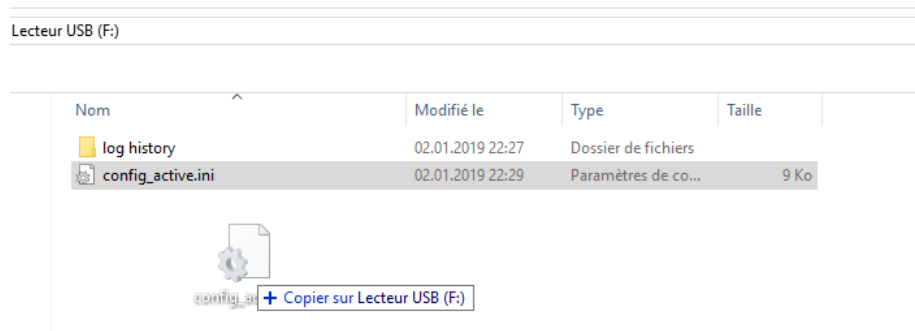 Lecteur USB (F:)
Nom Modifié le Type Taille
log history 02.01.2019 22:27 Dossier de fichiers
config_active.ini 02.01.2019 22:29 Paramètres de co... 9 Ko
config_ac + Copier sur Lecteur USB (F:)